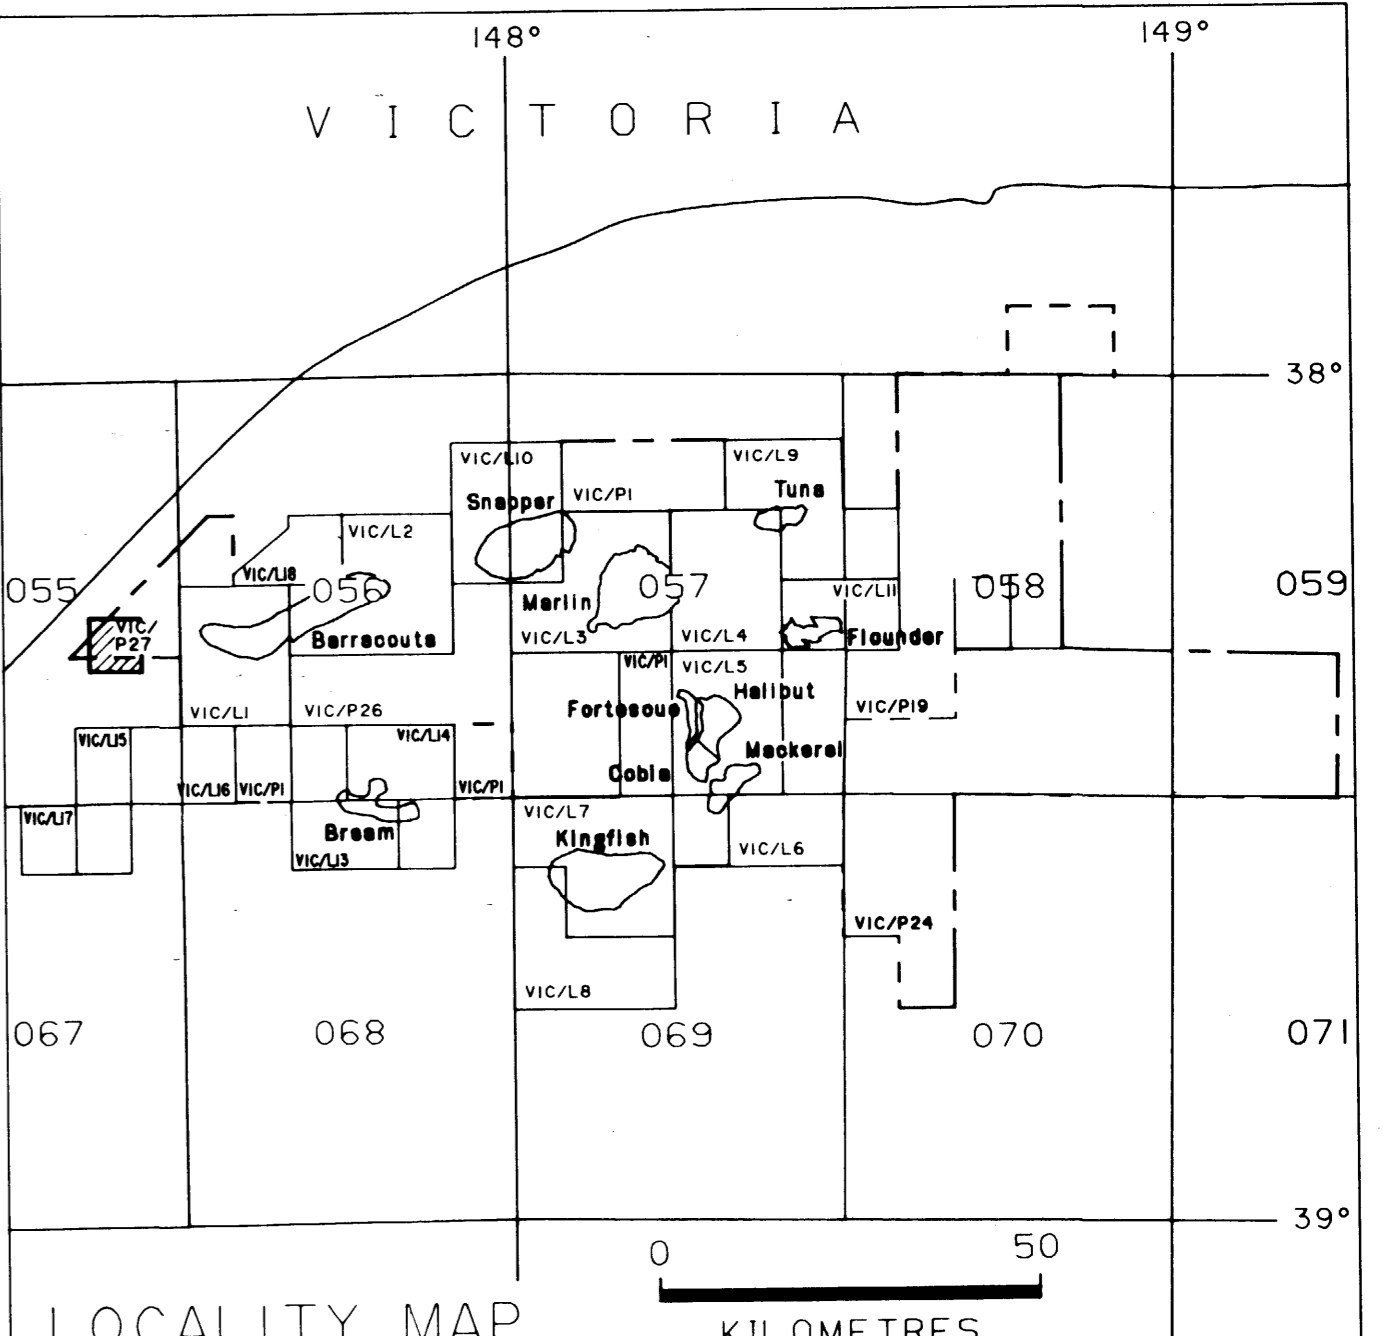 148° 149°
VICTORIA
38°
VIC/L10 VIC/L9
Snapper VIC/P1 Tuna
VIC/L2
055 VIC/L18 056 057 058 059
VIC/L11
Marlin
VIC/P27 Barracouta VIC/L3 VIC/L4 Flounder
VIC/P1 VIC/L5
Halibut
VIC/L1 VIC/P26 Fortescue VIC/P19
VIC/L15 VIC/L14
Mackerel
Cobia
VIC/L16 VIC/P1 VIC/P1
VIC/L17 VIC/L7
Bream Kingfish
VIC/L6
VIC/L13
VIC/P24
VIC/L8
067 068 069 070 071
39°
0 50
LOCALITY MAP KILOMETRES